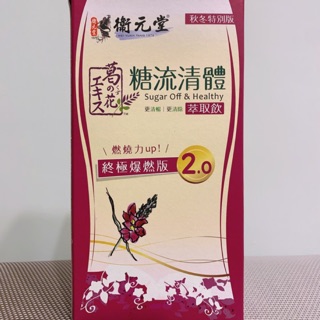 衛元堂
秋冬特別版
葛の花
エキス
糖流清體
Sugar Off & Healthy
萃取飲
燃燒力up!
終極爆燃版
2.0